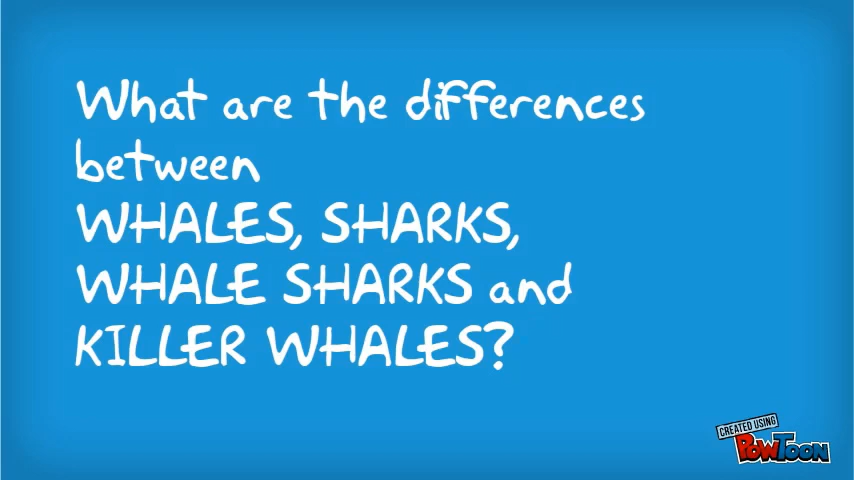 What are the differences
between
WHALES, SHARKS,
WHALE SHARKS and
KILLER WHALES?
CREATED USING
POWTOON